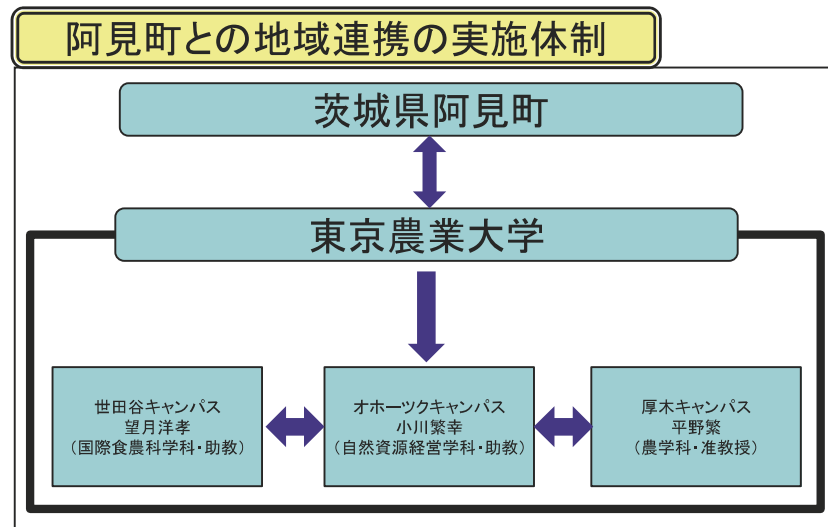 阿見町との地域連携の実施体制
茨城県阿見町
東京農業大学
世田谷キャンパス
望月洋孝
(国際食農科学科・助教)
オホーツクキャンパス
小川繁幸
(自然資源経営学科・助教)
厚木キャンパス
平野繁
(農学科・准教授)